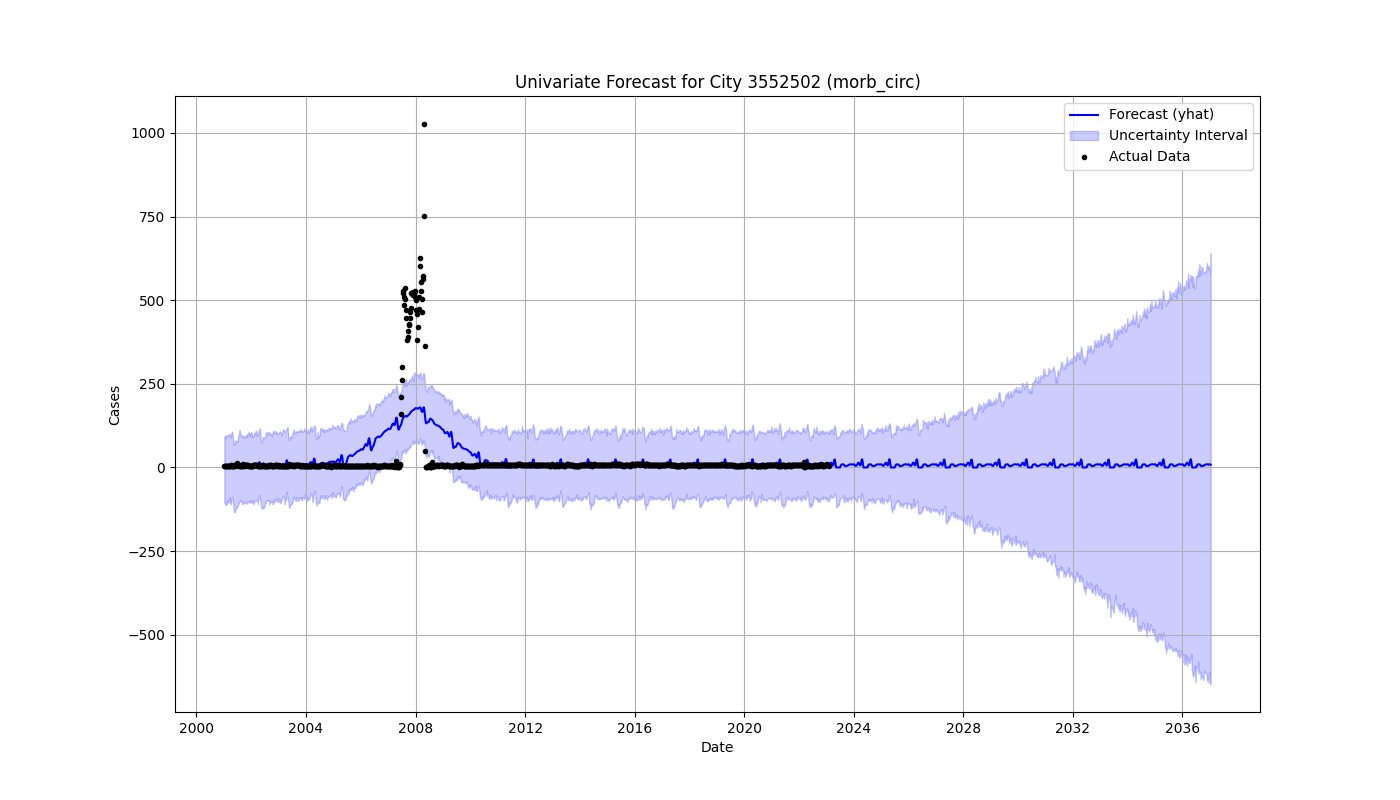 Univariate Forecast for City 3552502 (morb_circ)
Forecast (yhat)
Uncertainty Interval
Actual Data
1000
750
500
250
0
−250
−500
Cases
2000 2004 2008 2012 2016 2020 2024 2028 2032 2036
Date